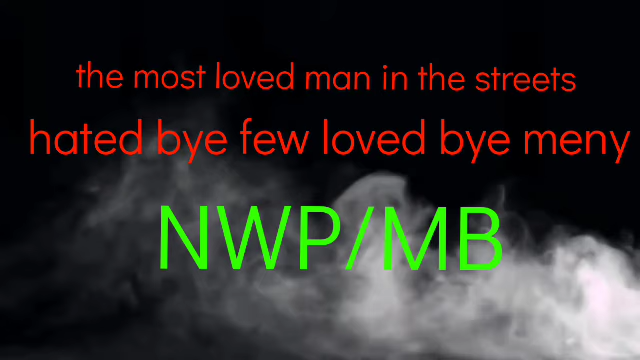 the most loved man in the streets
hated bye few loved bye meny
NWP/MB